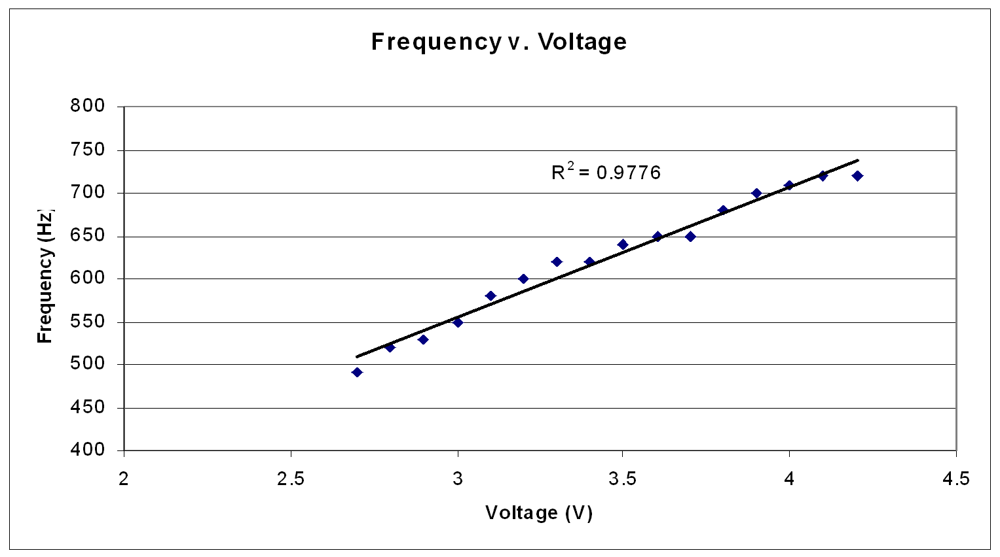 Frequency v. Voltage
800
750
700
650
600
550
500
450
400
R² = 0.9776
Frequency (Hz)
2 2.5 3 3.5 4 4.5
Voltage (V)